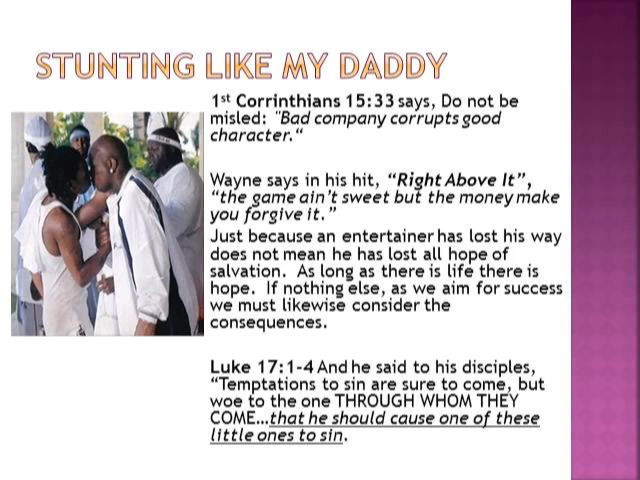 STUNTING LIKE MY DADDY
1st Corrinthians 15:33 says, Do not be
misled: "Bad company corrupts good
character.“
Wayne says in his hit, “Right Above It”,
“the game ain’t sweet but the money make
you forgive it.”
Just because an entertainer has lost his way
does not mean he has lost all hope of
salvation. As long as there is life there is
hope. If nothing else, as we aim for success
we must likewise consider the
consequences.
Luke 17:1-4 And he said to his disciples,
“Temptations to sin are sure to come, but
woe to the one THROUGH WHOM THEY
COME…that he should cause one of these
little ones to sin.